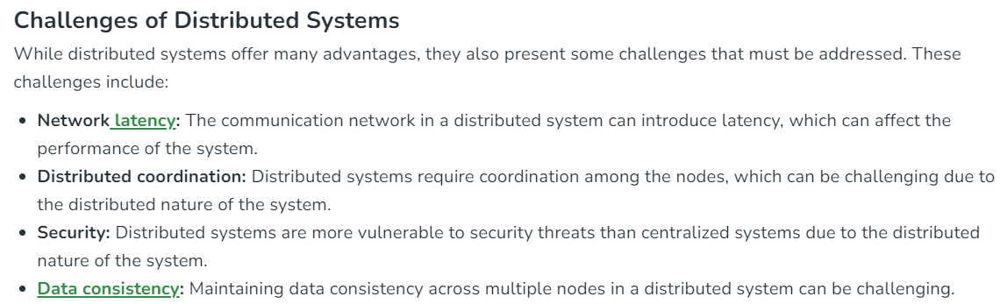 Challenges of Distributed Systems
While distributed systems offer many advantages, they also present some challenges that must be addressed. These
challenges include:
• Network latency: The communication network in a distributed system can introduce latency, which can affect the
performance of the system.
• Distributed coordination: Distributed systems require coordination among the nodes, which can be challenging due to
the distributed nature of the system.
• Security: Distributed systems are more vulnerable to security threats than centralized systems due to the distributed
nature of the system.
• Data consistency: Maintaining data consistency across multiple nodes in a distributed system can be challenging.